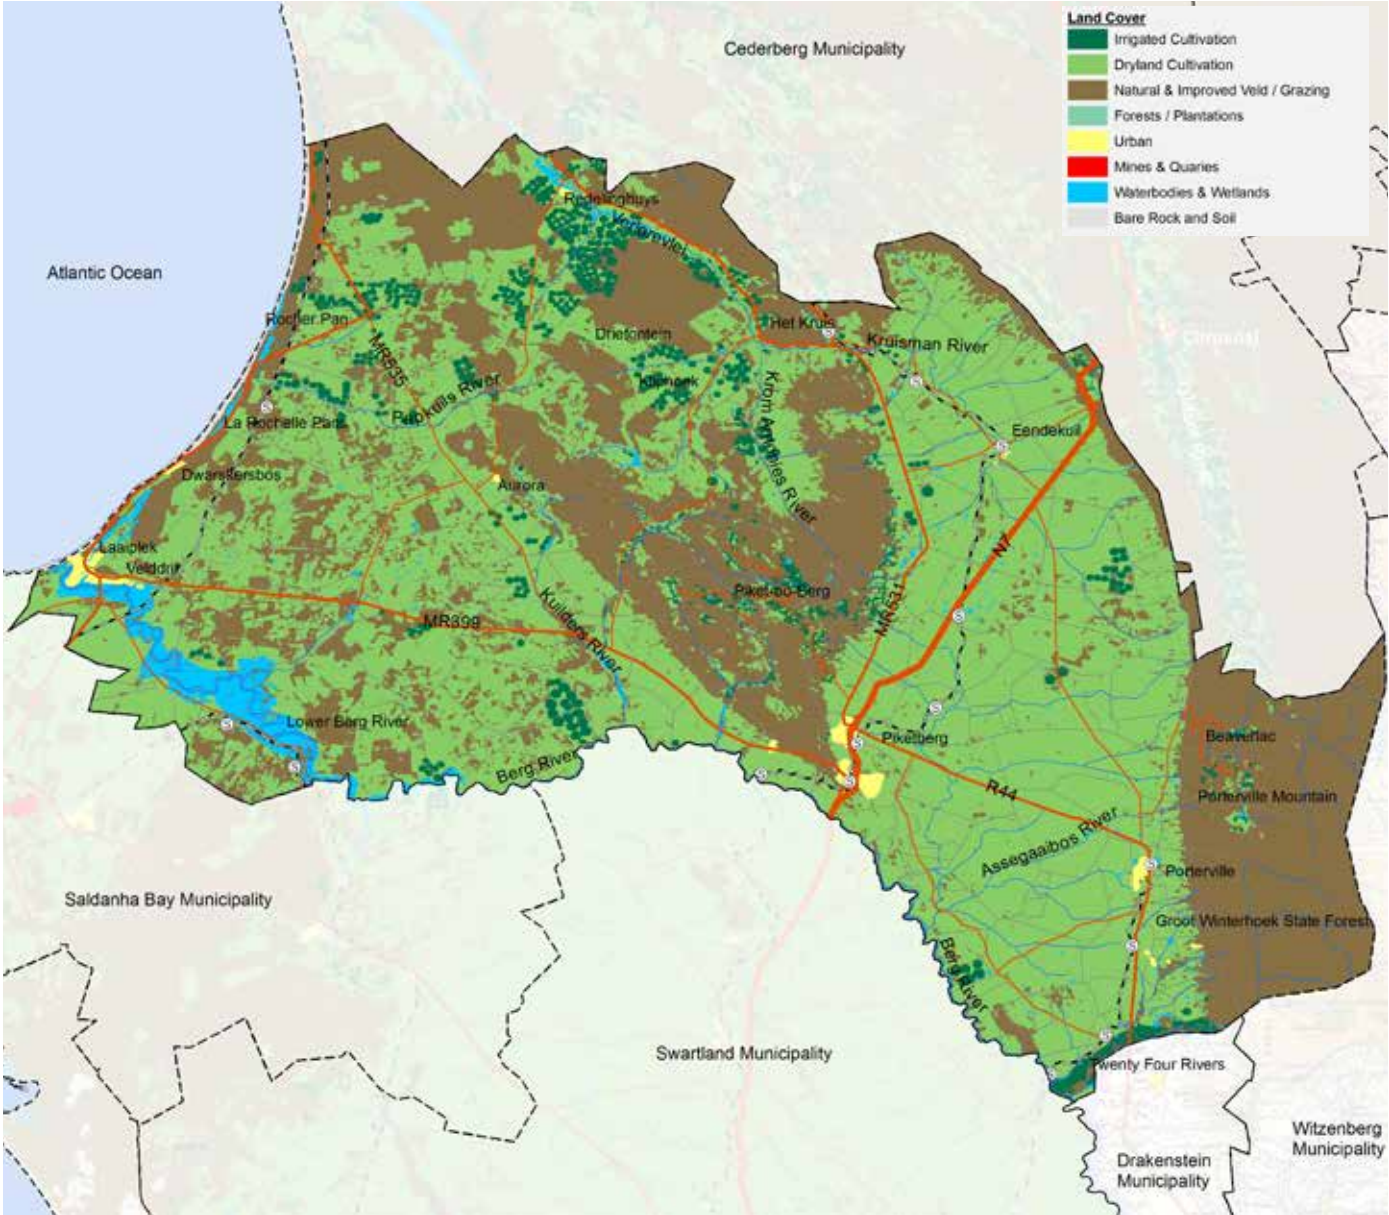 Land Cover
Irrigated Cultivation
Dryland Cultivation
Natural & Improved Veld / Grazing
Forests / Plantations
Urban
Mines & Quaries
Waterbodies & Wetlands
Bare Rock and Soil
Cederberg Municipality
Atlantic Ocean
Redelinghuys
Verlorevlei
Rocher Pan
Het Kruis
Driefontein
Kruisman River
MR535
Kliphoek
Papkuils River
Krom Antonies River
La Rochelle Pan
Eendekuil
Dwarskersbos
Aurora
N7
Laaiplek
Velddrif
Piket-bo-Berg
MR531
MR399
Kuilders River
Lower Berg River
Piketberg
Beaverlac
Berg River
R44
Porterville Mountain
Assegaaibos River
Porterville
Saldanha Bay Municipality
Groot Winterhoek State Forest
Berg River
Swartland Municipality
Twenty Four Rivers
Witzenberg
Municipality
Drakenstein
Municipality